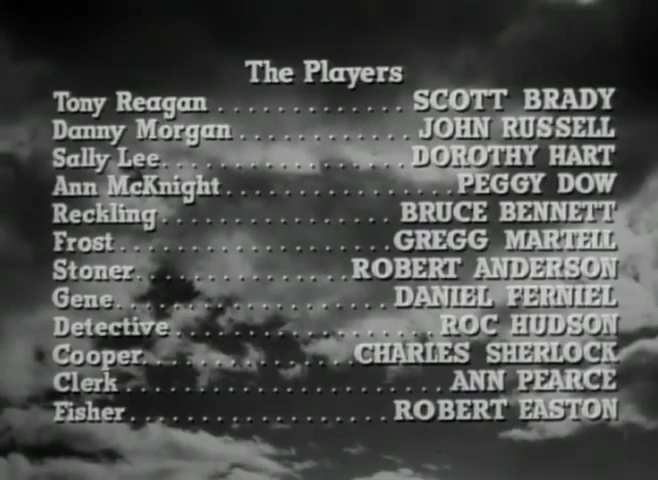 The Players
Tony Reagan ............. SCOTT BRADY
Danny Morgan ............ JOHN RUSSELL
Sally Lee ................. DOROTHY HART
Ann McKnight ................ PEGGY DOW
Reckling ................ BRUCE BENNETT
Frost ................... GREGG MARTELL
Stoner ............... ROBERT ANDERSON
Gene ................... DANIEL FERNIEL
Detective .................. ROC HUDSON
Cooper ............... CHARLES SHERLOCK
Clerk ...................... ANN PEARCE
Fisher .................. ROBERT EASTON